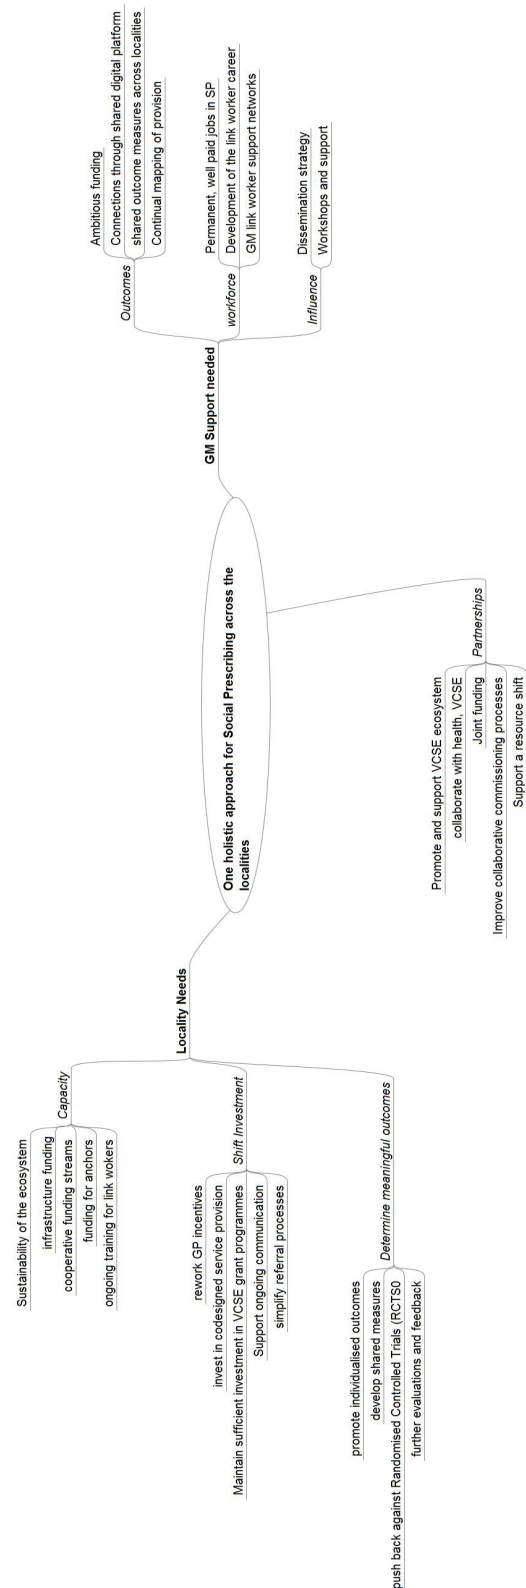 One holistic approach for Social Prescribing across the
localities
GM Support needed
Outcomes
Ambitious funding
Connections through shared digital platform
shared outcome measures across localities
Continual mapping of provision
workforce
Permanent, well paid jobs in SP
Development of the link worker career
GM link worker support networks
Influence
Dissemination strategy
Workshops and support
Partnerships
Promote and support VCSE ecosystem
collaborate with health, VCSE
Joint funding
Improve collaborative commissioning processes
Support a resource shift
Locality Needs
Capacity
Sustainability of the ecosystem
infrastructure funding
cooperative funding streams
funding for anchors
ongoing training for link wokers
Shift Investment
rework GP incentives
invest in codesigned service provision
Maintain sufficient investment in VCSE grant programmes
Support ongoing communication
simplify referral processes
Determine meaningful outcomes
promote individualised outcomes
develop shared measures
push back against Randomised Controlled Trials (RCTS0
further evaluations and feedback